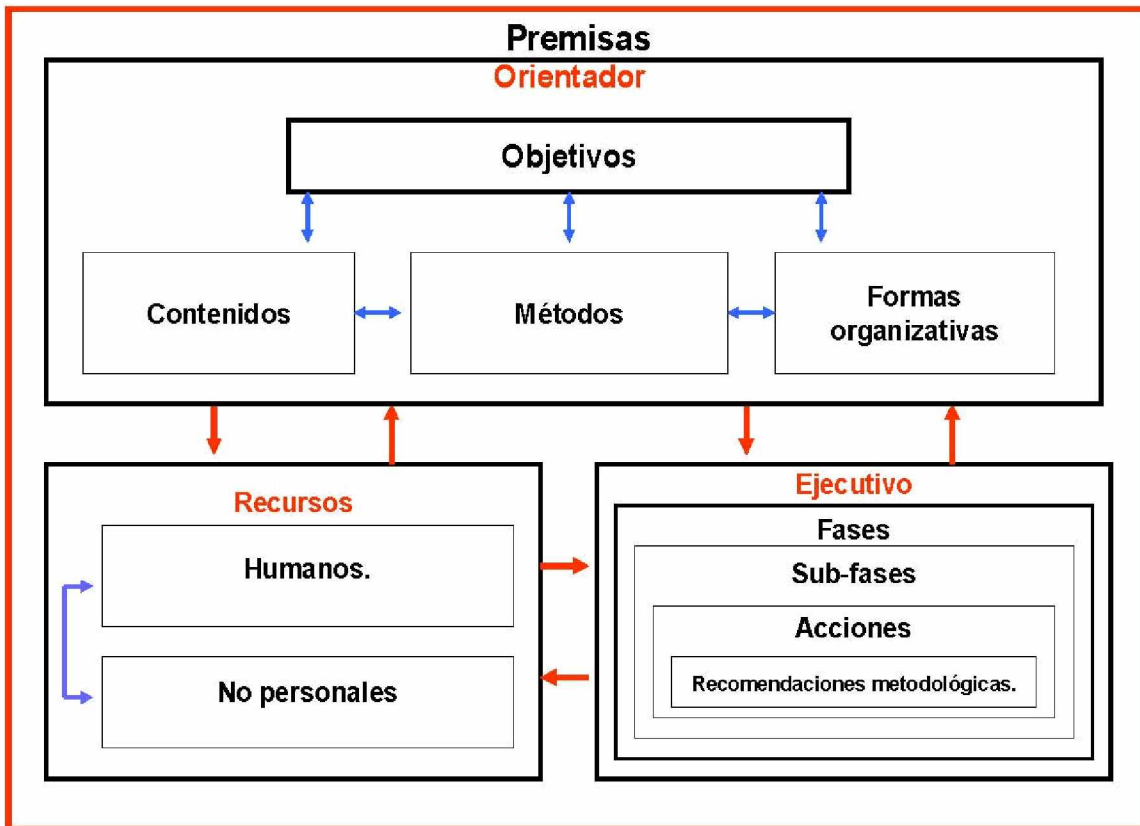 Premisas
Orientador
Objetivos
Contenidos
Métodos
Formas
organizativas
Recursos
Humanos.
No personales
Ejecutivo
Fases
Sub-fases
Acciones
Recomendaciones metodológicas.